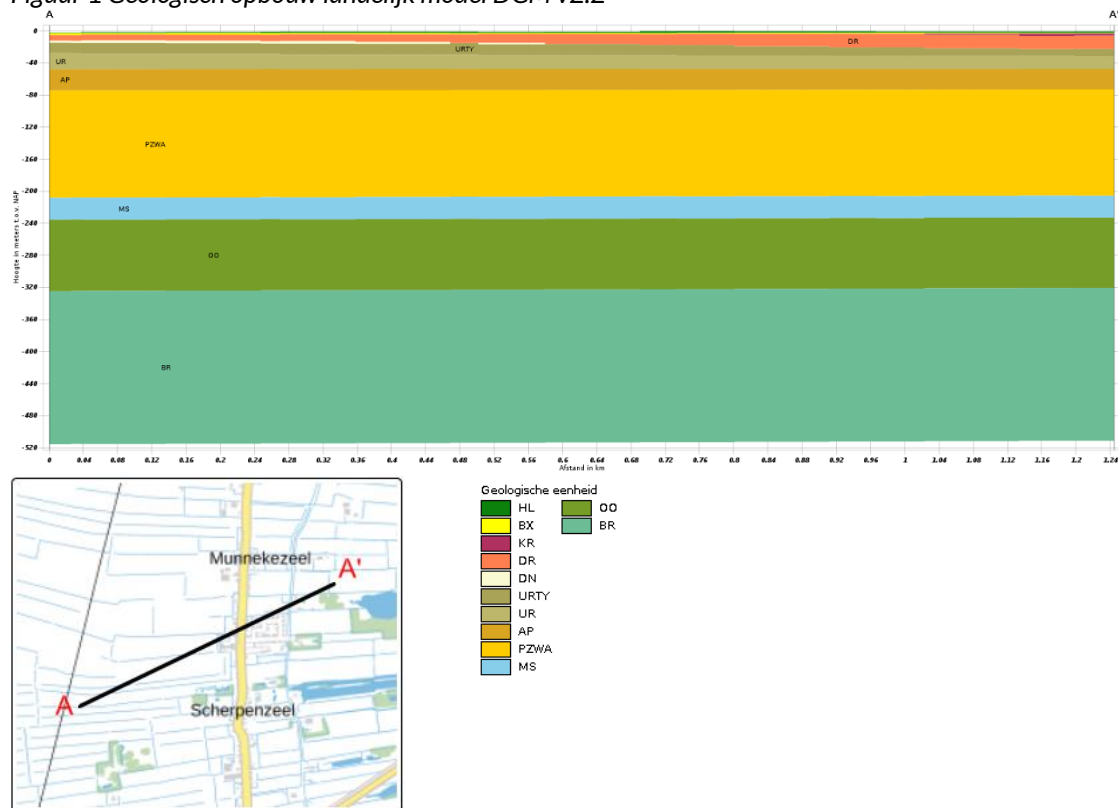 Figuur 1 Geologisch opbouw landelijk model DGM v2.2
A A'
0
-40
-80
-120
-160
-200
-240
-280
-320
-360
-400
-440
-480
-520
Hoogte in meters t.o.v. NAP
DR
URTY
UR
AP
PZWA
MS
OO
BR
0 0.04 0.08 0.12 0.16 0.2 0.24 0.28 0.32 0.36 0.4 0.44 0.48 0.52 0.56 0.6 0.64 0.68 0.72 0.76 0.8 0.84 0.88 0.92 0.96 1 1.04 1.08 1.12 1.16 1.2 1.24
Afstand in km
Munnekezeel
A'
A
Scherpenzeel
Geologische eenheid
HL OO
BX BR
KR
DR
DN
URTY
UR
AP
PZWA
MS